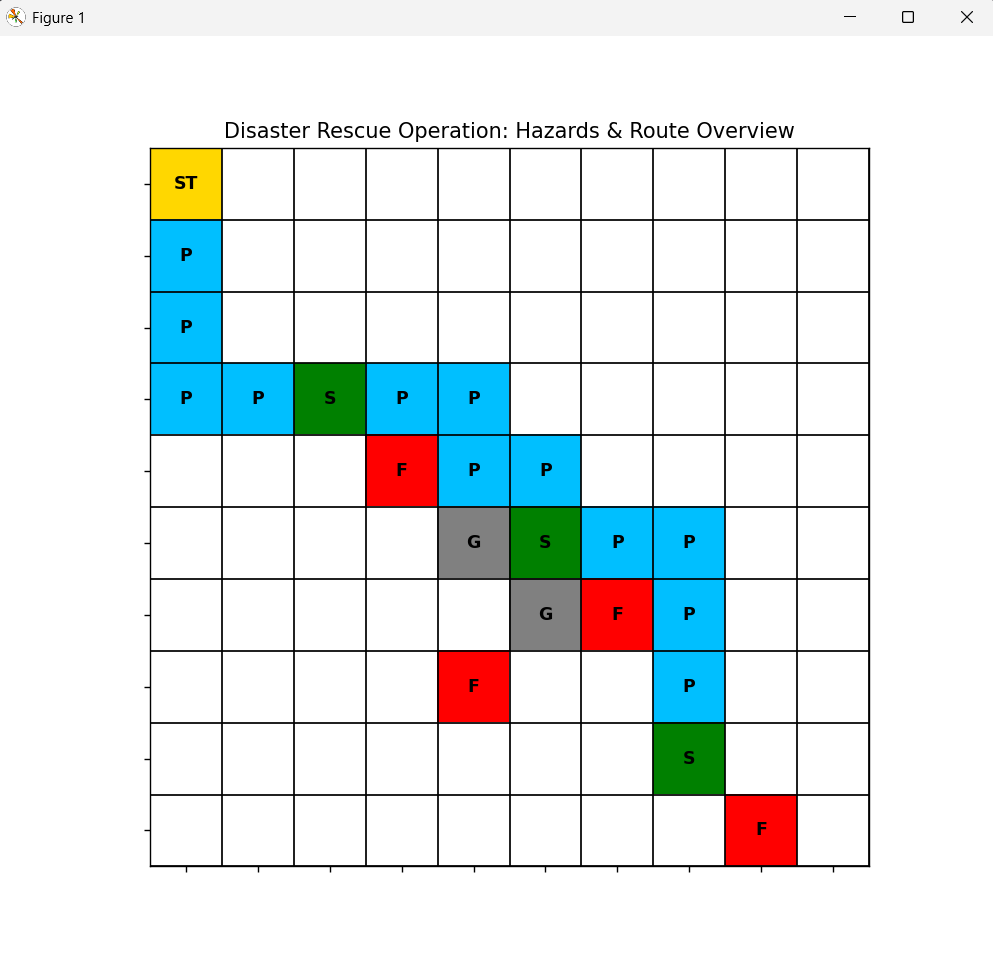 Figure 1
Disaster Rescue Operation: Hazards & Route Overview
ST
P
P
P P S P P
F P P
G S P P
G F P
F P
S
F